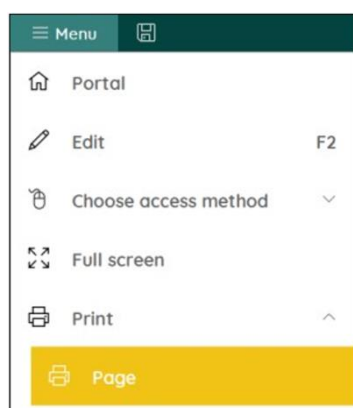 Menu
Portal
Edit F2
Choose access method
Full screen
Print
Page